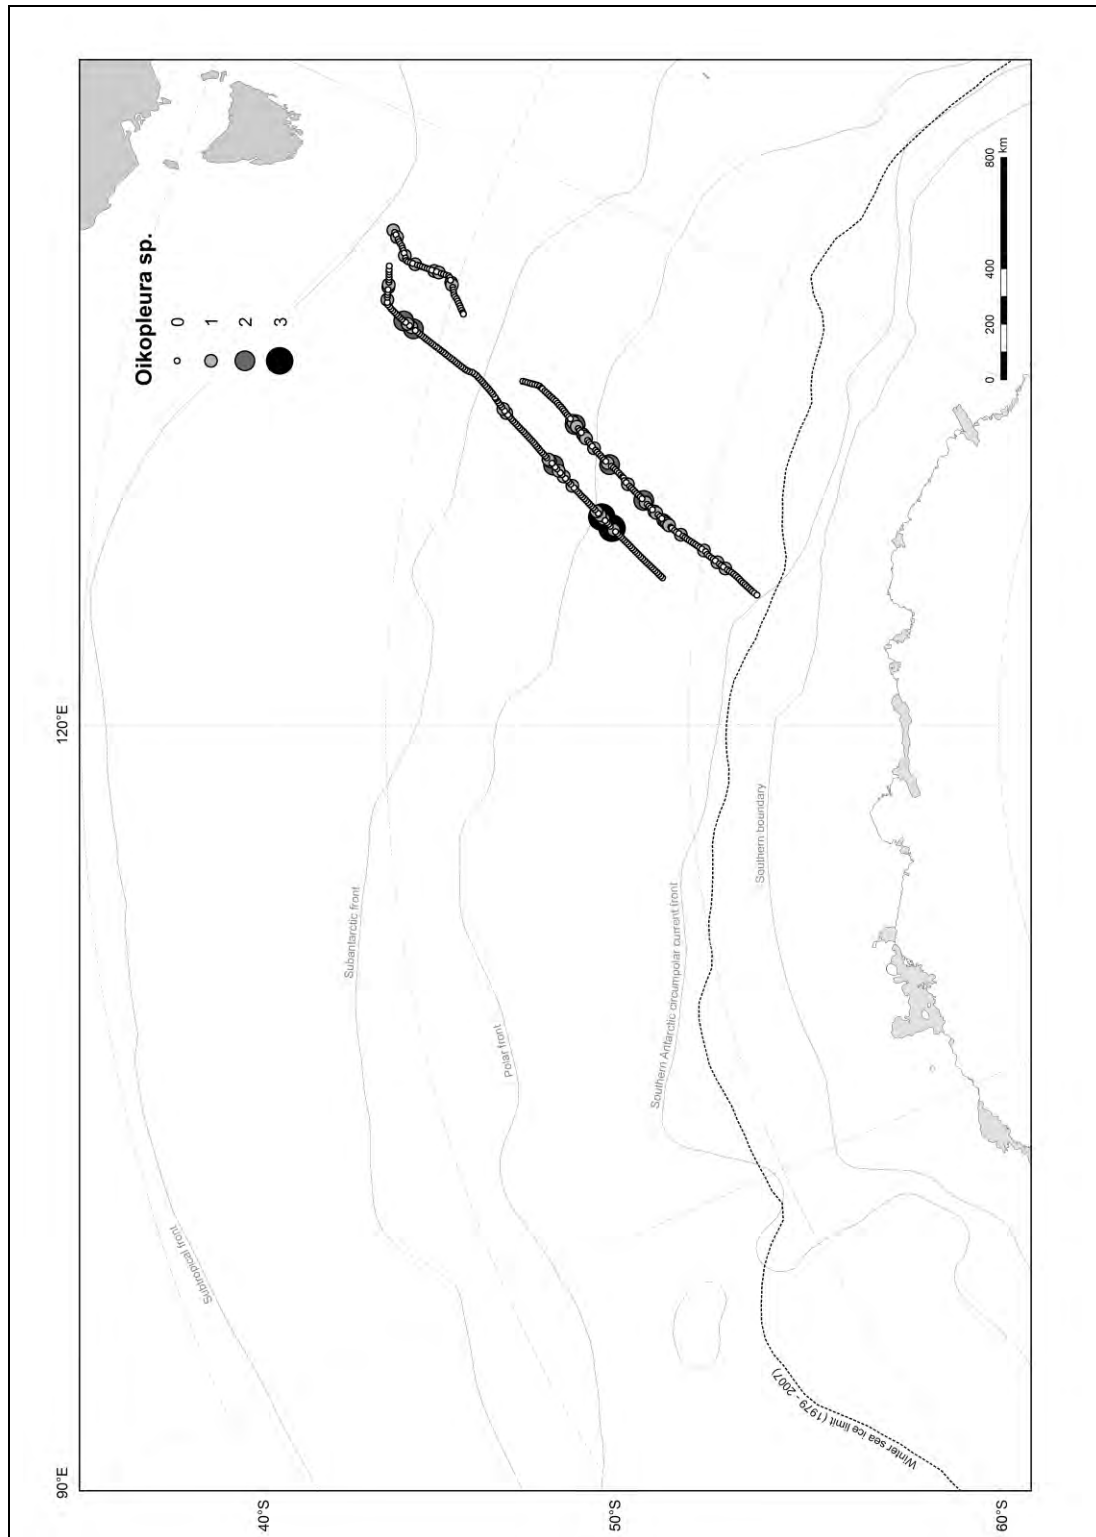 Oikopleura sp.
0
1
2
3
120°E
90°E
40°S
50°S
60°S
Subtropical front
Subantarctic front
Polar front
Southern Antarctic circumpolar current front
Southern boundary
Winter sea ice limit (1979 - 2007)
0 200 400 800
km